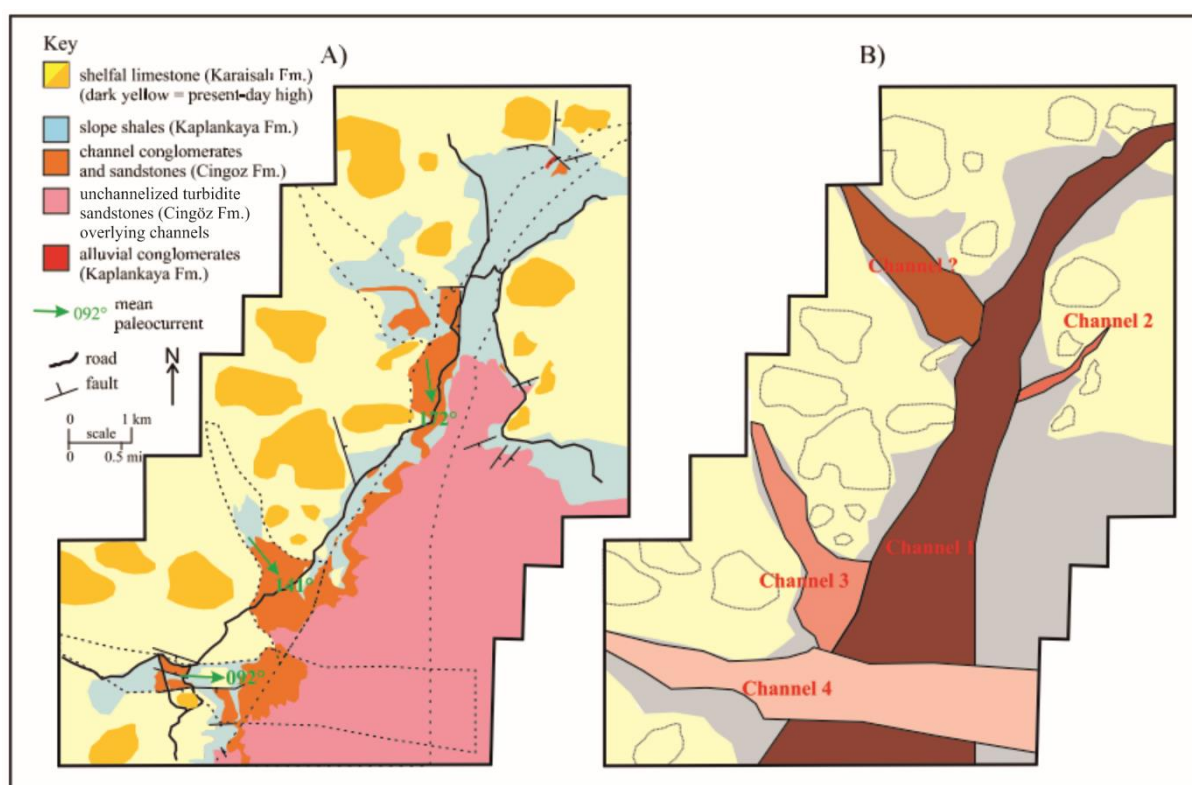 Key
shelfal limestone (Karaisalı Fm.)
(dark yellow = present-day high)
slope shales (Kaplankaya Fm.)
channel conglomerates
and sandstones (Cingoz Fm.)
unchannelized turbidite
sandstones (Cingöz Fm.)
overlying channels
alluvial conglomerates
(Kaplankaya Fm.)
092° mean
paleocurrent
road
N
fault
0 1 km
scale
0 0.5 mi
A)
172°
141°
092°
B)
Channel ?
Channel 2
Channel 1
Channel 3
Channel 4